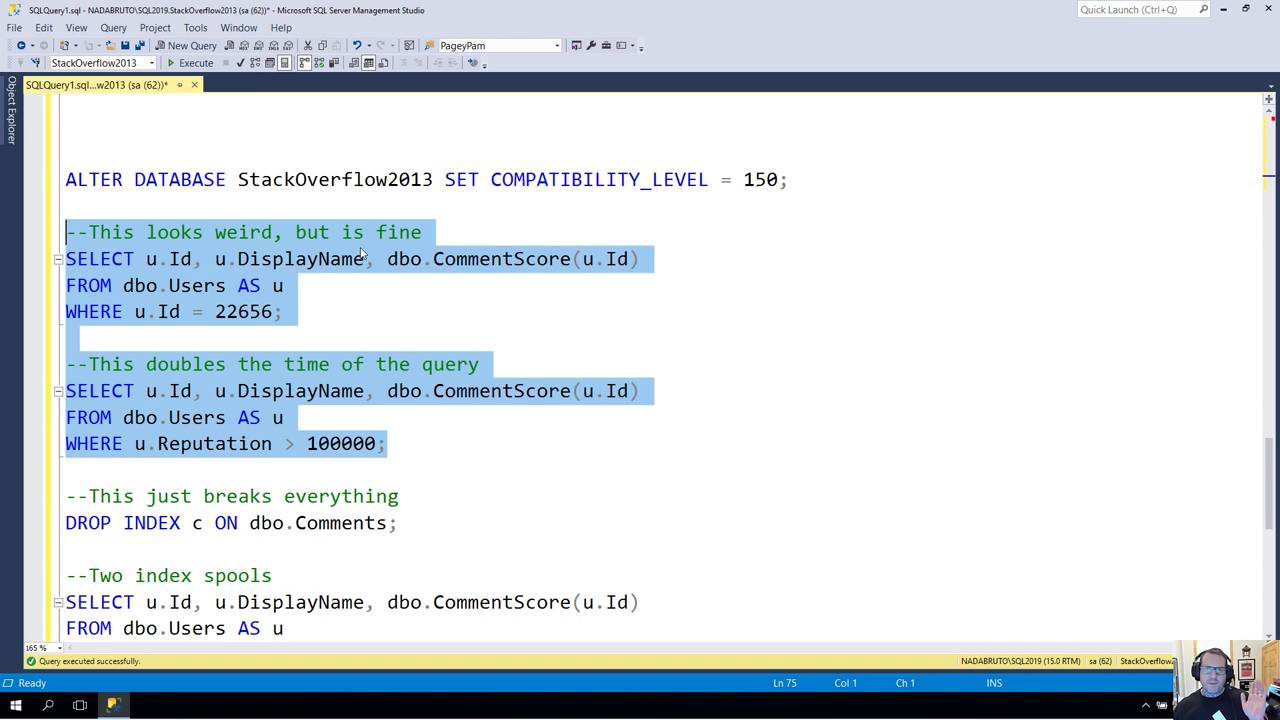 SQLQuery1.sql - NADABRUTO\SQL2019.StackOverflow2013 (sa (62))* - Microsoft SQL Server Management Studio
Quick Launch (Ctrl+Q)
File Edit View Query Project Tools Window Help
New Query
PageyPam
StackOverflow2013
Execute
SQLQuery1.sql...w2013 (sa (62))*
Object Explorer
ALTER DATABASE StackOverflow2013 SET COMPATIBILITY_LEVEL = 150;
--This looks weird, but is fine
SELECT u.Id, u.DisplayName, dbo.CommentScore(u.Id)
FROM dbo.Users AS u
WHERE u.Id = 22656;
--This doubles the time of the query
SELECT u.Id, u.DisplayName, dbo.CommentScore(u.Id)
FROM dbo.Users AS u
WHERE u.Reputation > 100000;
--This just breaks everything
DROP INDEX c ON dbo.Comments;
--Two index spools
SELECT u.Id, u.DisplayName, dbo.CommentScore(u.Id)
FROM dbo.Users AS u
165 %
Query executed successfully.
NADABRUTO\SQL2019 (15.0 RTM) sa (62) StackOverflow2
Ready
Ln 75 Col 1 Ch 1 INS